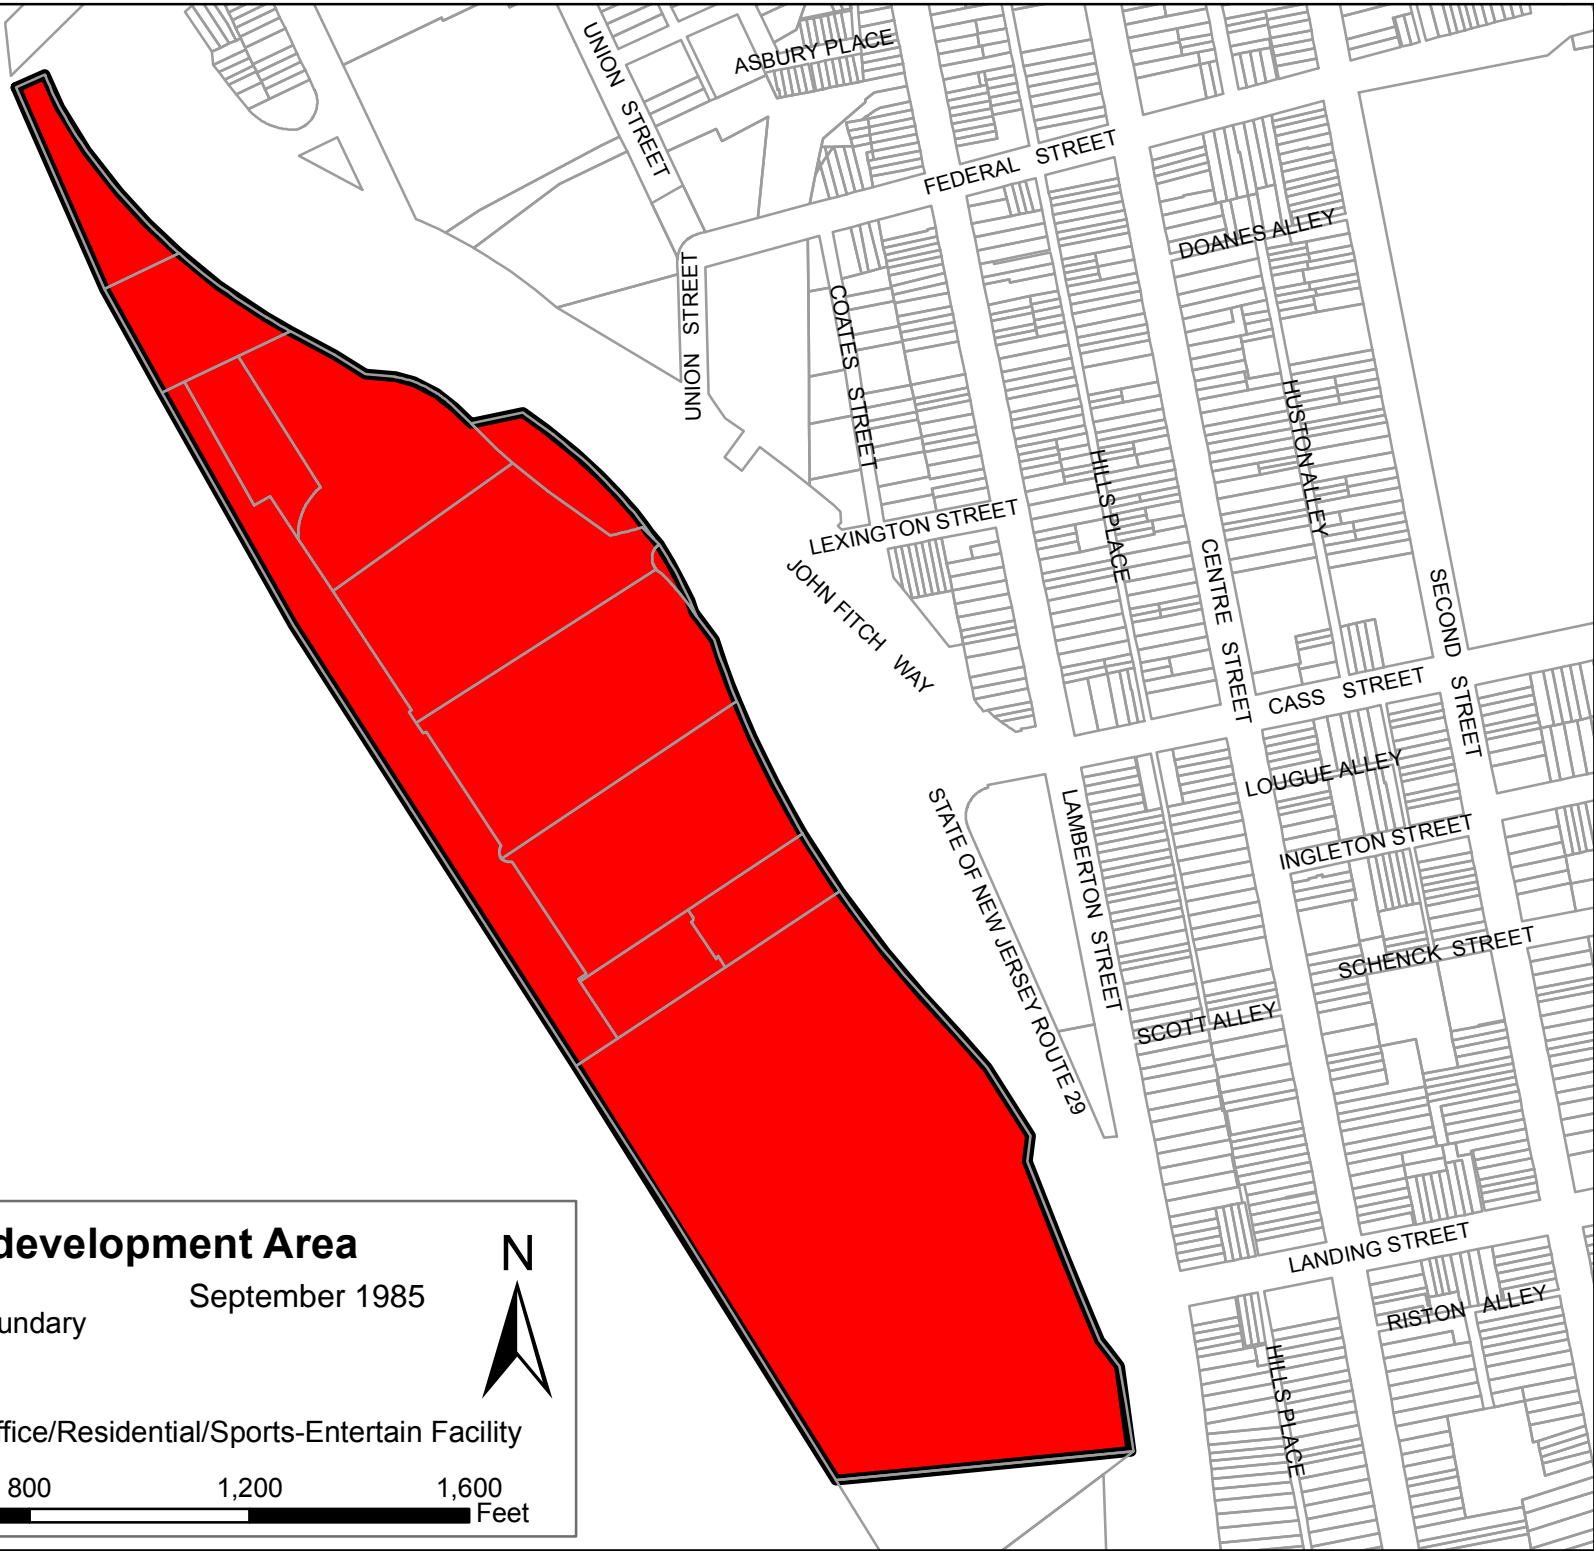 ASBURY PLACE
UNION STREET
FEDERAL STREET
DOANES ALLEY
UNION STREET
COATES STREET
HUSTON ALLEY
HILLS PLACE
LEXINGTON STREET
JOHN FITCH WAY
CENTRE STREET
SECOND STREET
CASS STREET
LOUGUE ALLEY
LAMBERTON STREET
STATE OF NEW JERSEY ROUTE 29
INGLETON STREET
SCHENCK STREET
SCOTT ALLEY
LANDING STREET
RISTON ALLEY
HILLS PLACE
development Area
N
September 1985
undary
ffice/Residential/Sports-Entertain Facility
800 1,200 1,600
Feet